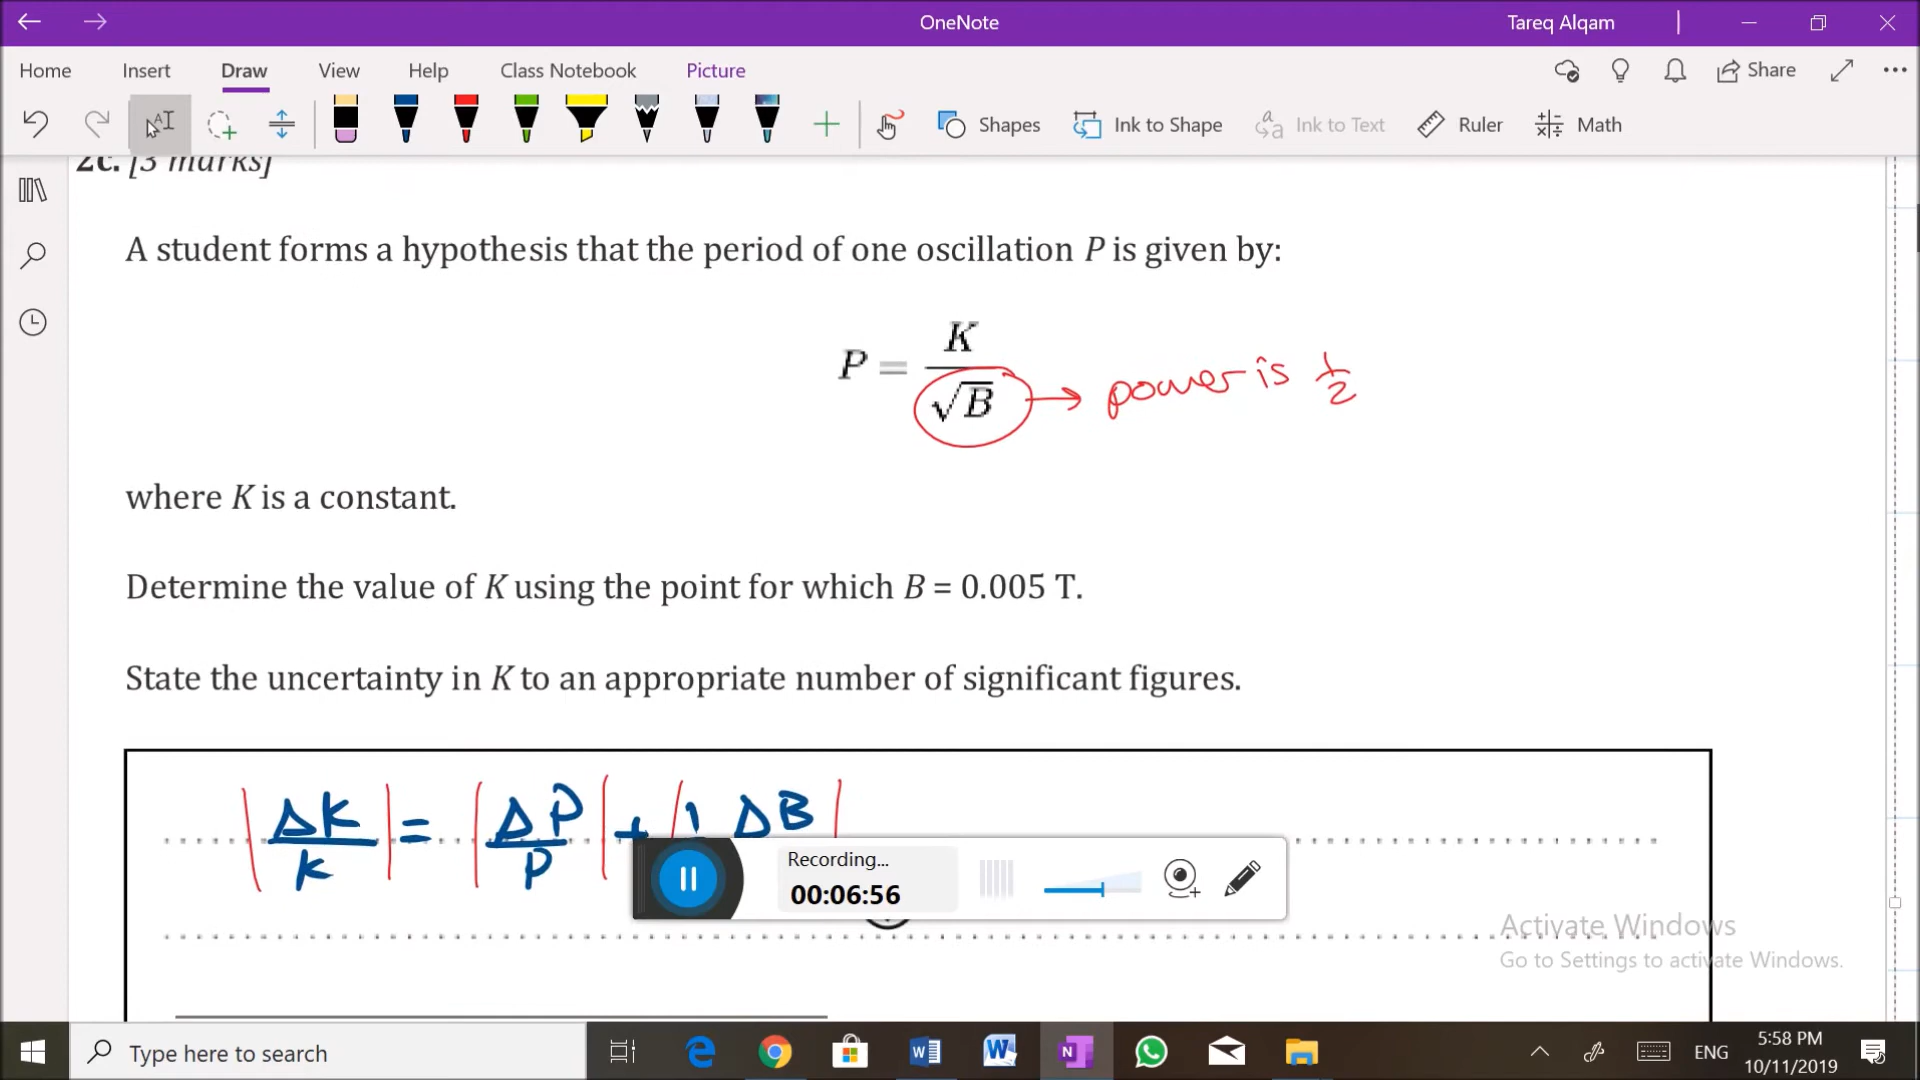 OneNote
Tareq Alqam
Home Insert Draw View Help Class Notebook Picture
Share
Shapes Ink to Shape Ink to Text Ruler Math
2c. [3 marks]
A student forms a hypothesis that the period of one oscillation P is given by:
P = K / √B → power is 1/2
where K is a constant.
Determine the value of K using the point for which B = 0.005 T.
State the uncertainty in K to an appropriate number of significant figures.
|ΔK / K| = |ΔP / P| + |1 ΔB|
Recording...
00:06:56
Activate Windows
Go to Settings to activate Windows.
Type here to search
ENG
5:58 PM
10/11/2019